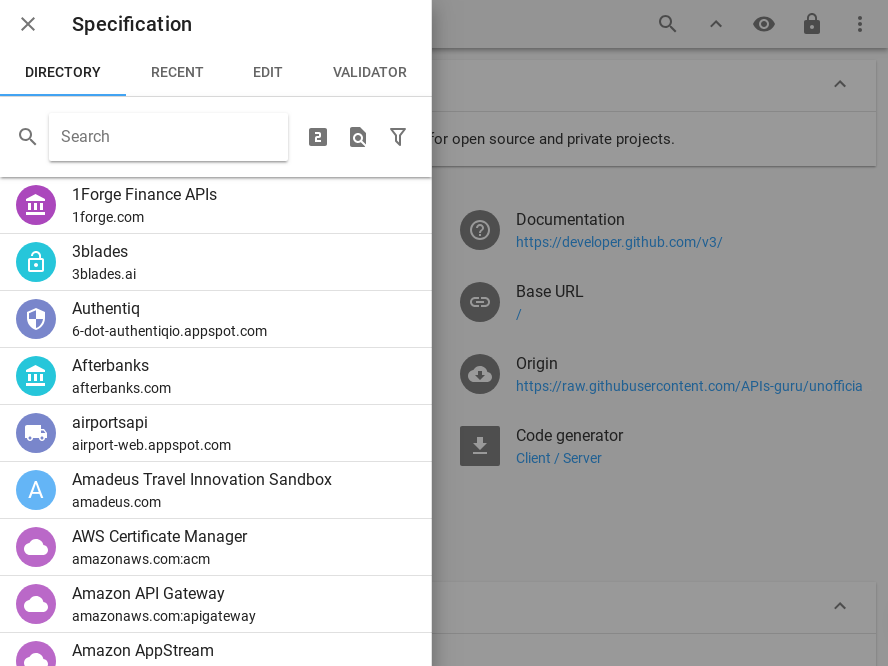 Specification
DIRECTORY
RECENT
EDIT
VALIDATOR
Search
2
1Forge Finance APIs
1forge.com
3blades
3blades.ai
Authentiq
6-dot-authentiqio.appspot.com
Afterbanks
afterbanks.com
airportsapi
airport-web.appspot.com
A
Amadeus Travel Innovation Sandbox
amadeus.com
AWS Certificate Manager
amazonaws.com:acm
Amazon API Gateway
amazonaws.com:apigateway
Amazon AppStream
for open source and private projects.
Documentation
https://developer.github.com/v3/
Base URL
/
Origin
https://raw.githubusercontent.com/APIs-guru/unofficia
Code generator
Client / Server